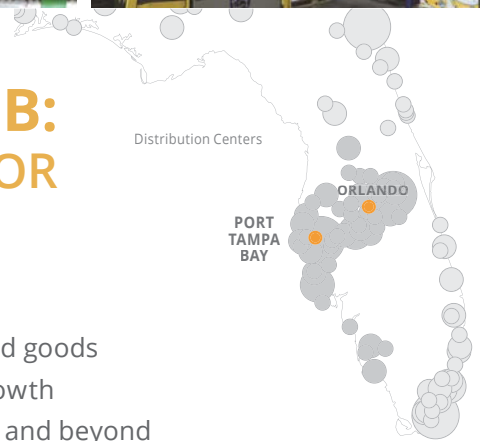 B:
OR
Distribution Centers
ORLANDO
PORT
TAMPA
BAY
d goods
owth
and beyond